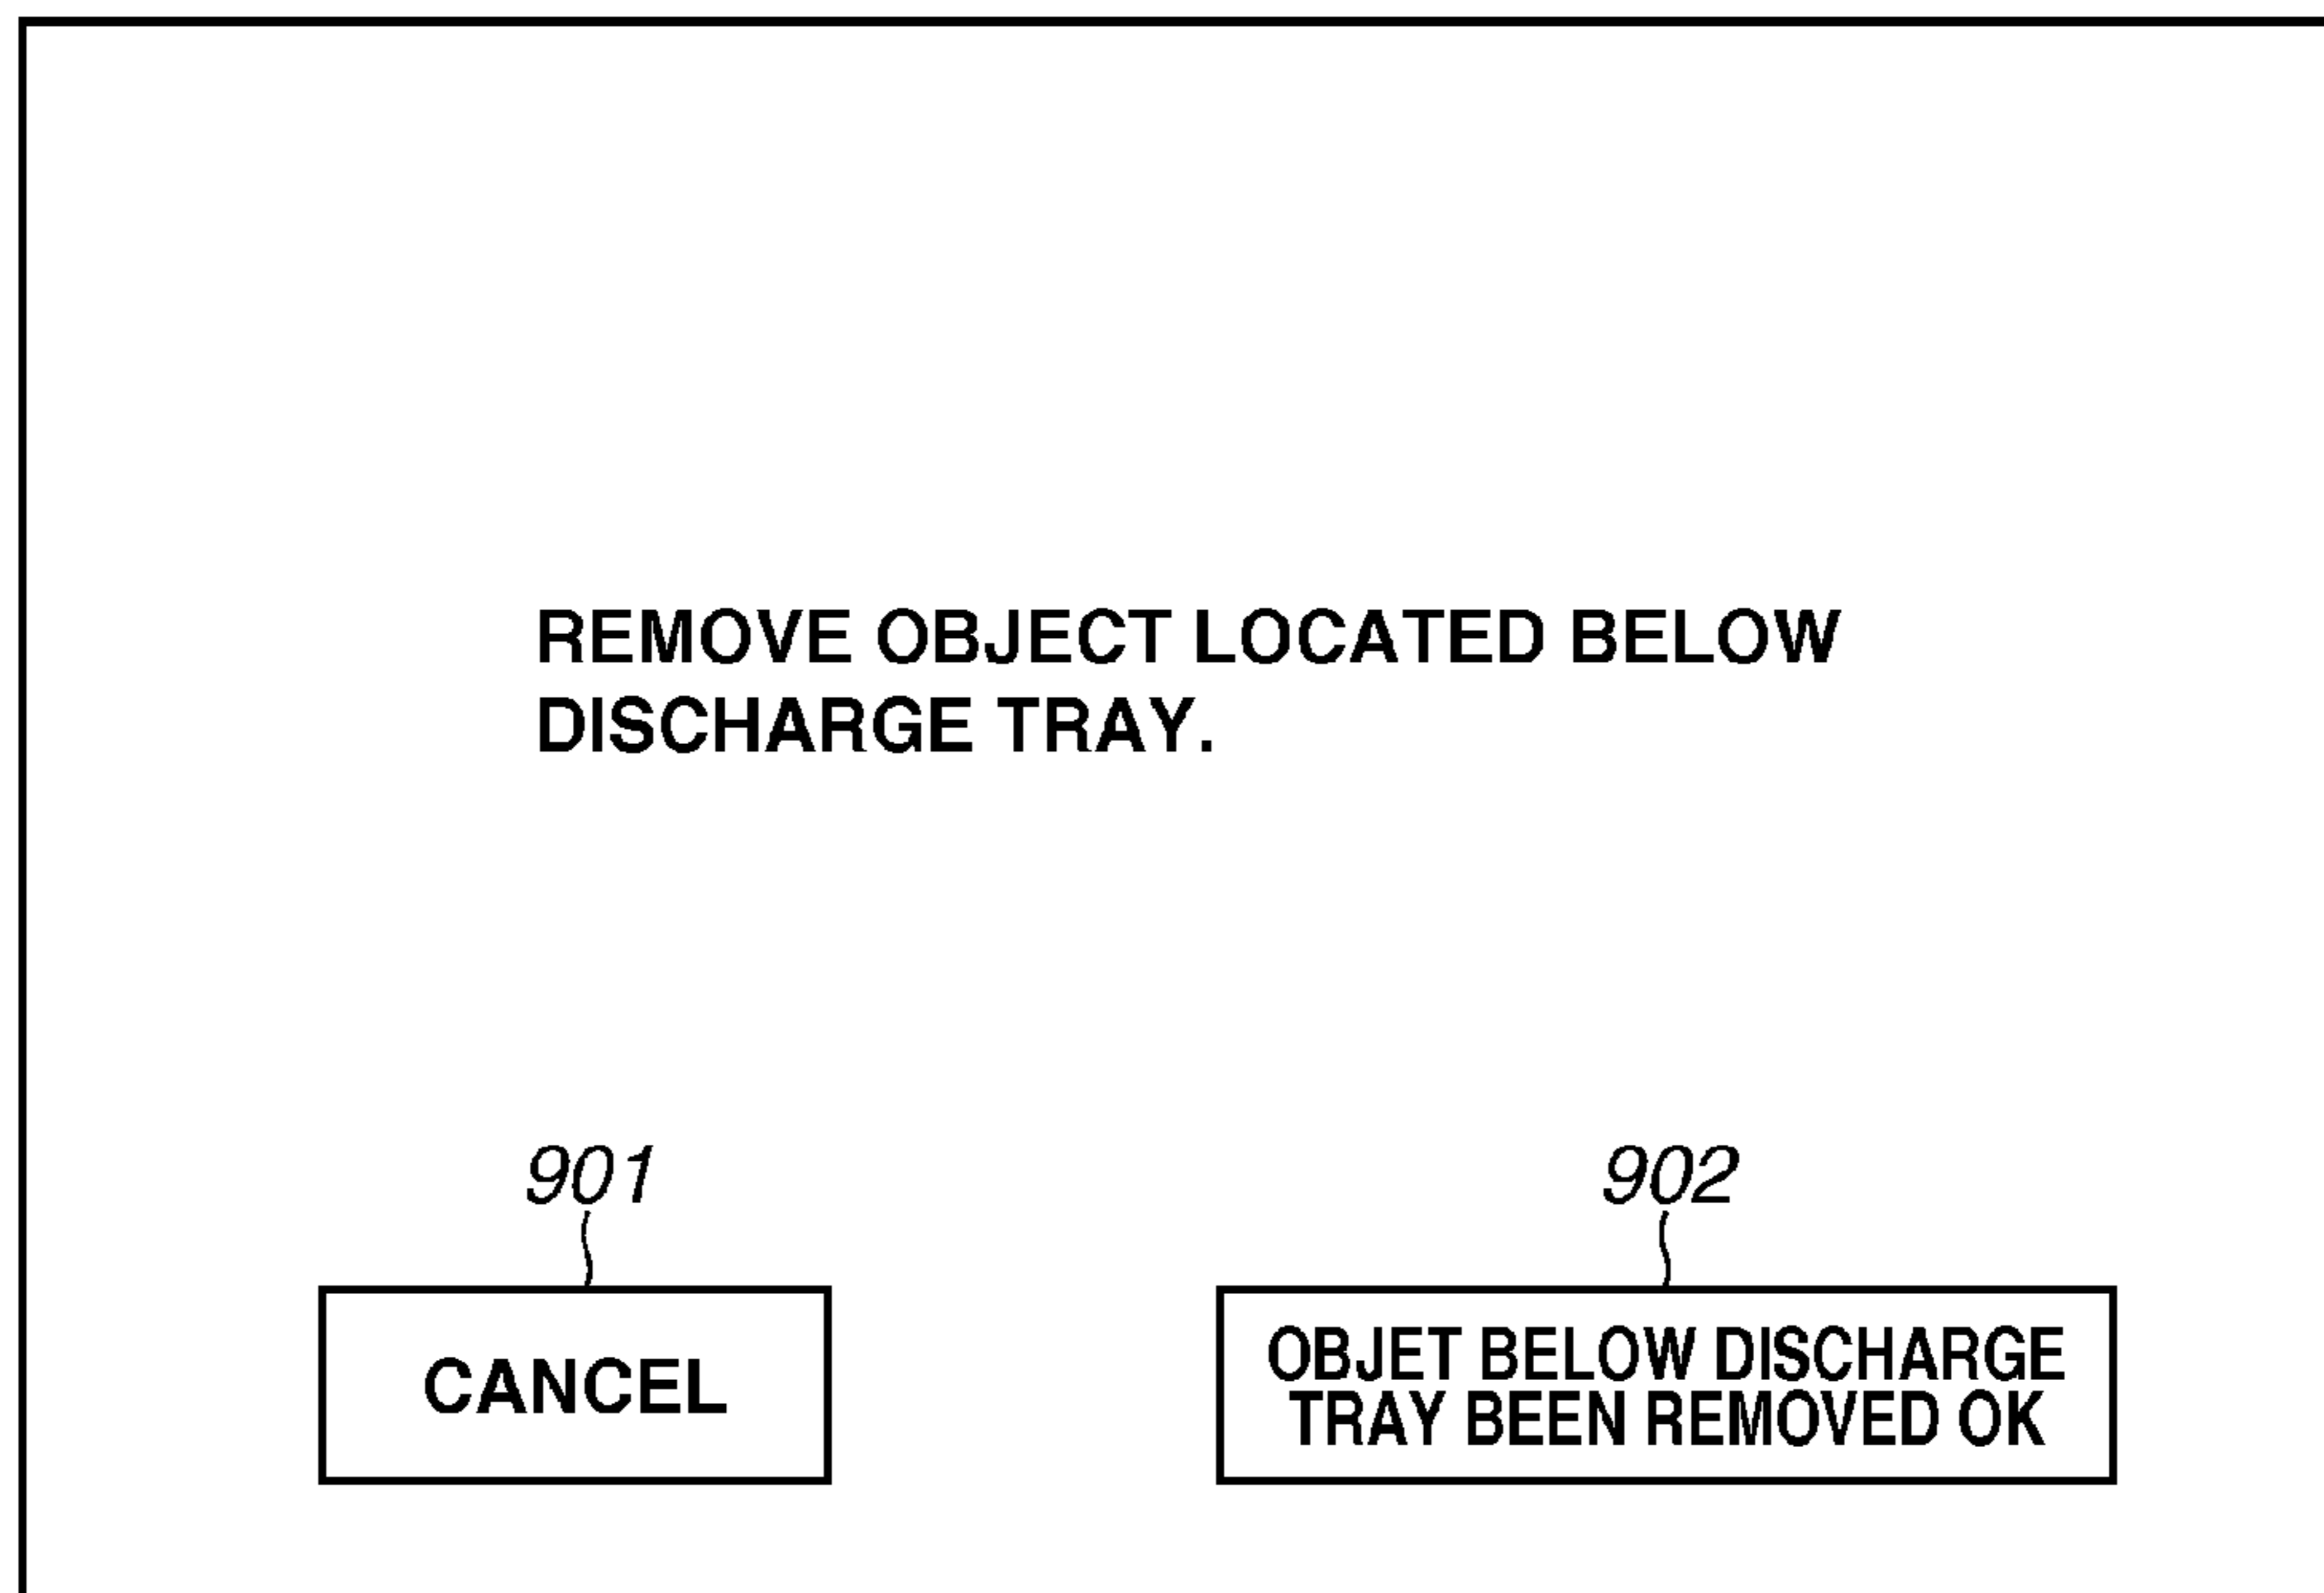 REMOVE OBJECT LOCATED BELOW
DISCHARGE TRAY.
901
902
CANCEL
OBJET BELOW DISCHARGE
TRAY BEEN REMOVED OK